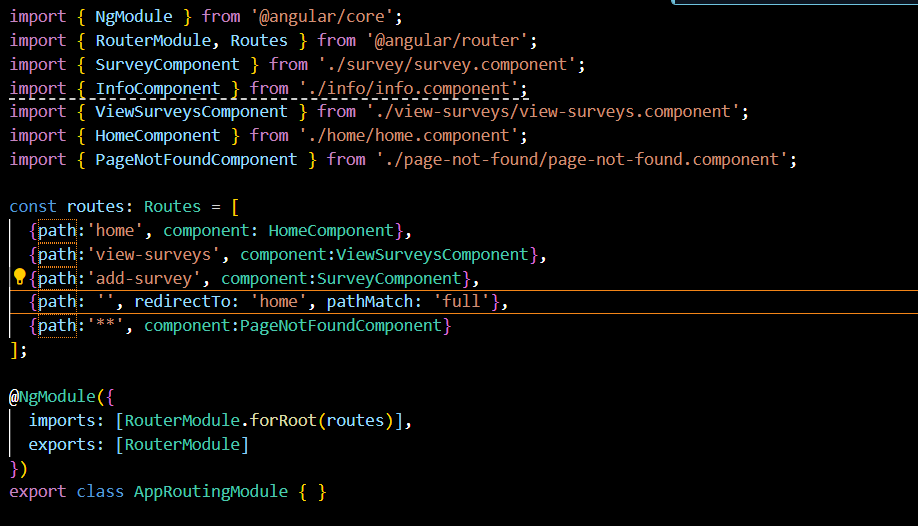 import { NgModule } from '@angular/core';
import { RouterModule, Routes } from '@angular/router';
import { SurveyComponent } from './survey/survey.component';
import { InfoComponent } from './info/info.component';
import { ViewSurveysComponent } from './view-surveys/view-surveys.component';
import { HomeComponent } from './home/home.component';
import { PageNotFoundComponent } from './page-not-found/page-not-found.component';

const routes: Routes = [
  {path:'home', component: HomeComponent},
  {path:'view-surveys', component:ViewSurveysComponent},
  {path:'add-survey', component:SurveyComponent},
  {path: '', redirectTo: 'home', pathMatch: 'full'},
  {path:'**', component:PageNotFoundComponent}
];

@NgModule({
  imports: [RouterModule.forRoot(routes)],
  exports: [RouterModule]
})
export class AppRoutingModule { }